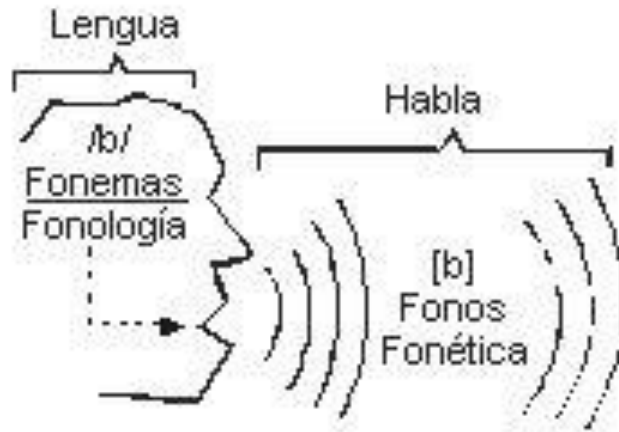 Lengua
/b/
Fonemas
Fonología
Habla
[b]
Fonos
Fonética